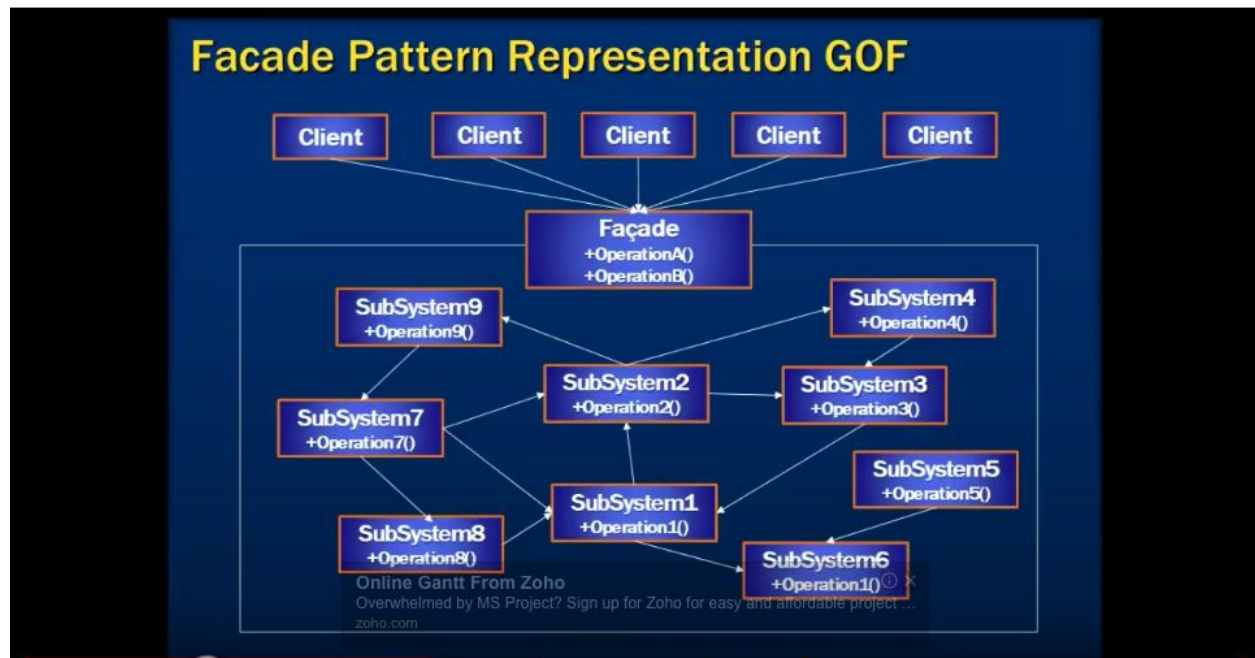 Facade Pattern Representation GOF
Client
Client
Client
Client
Client
Façade
+OperationA()
+OperationB()
SubSystem9
+Operation9()
SubSystem4
+Operation4()
SubSystem2
+Operation2()
SubSystem3
+Operation3()
SubSystem7
+Operation7()
SubSystem5
+Operation5()
SubSystem1
+Operation1()
SubSystem8
+Operation8()
SubSystem6
+Operation1()
Online Gantt From Zoho
Overwhelmed by MS Project? Sign up for Zoho for easy and affordable project ...
zoho.com